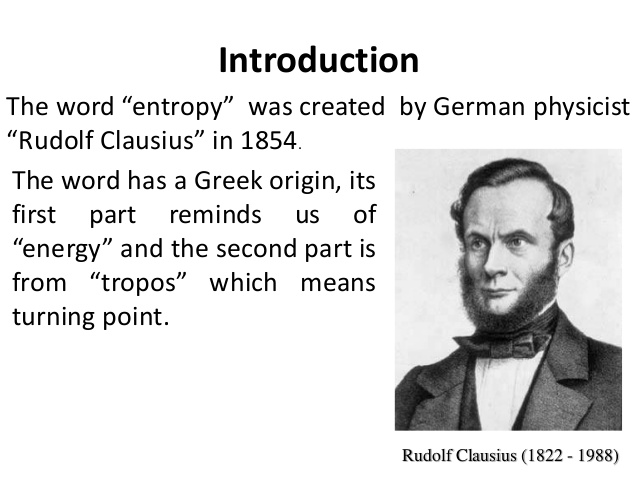 Introduction
The word “entropy” was created by German physicist
“Rudolf Clausius” in 1854.
The word has a Greek origin, its
first part reminds us of
“energy” and the second part is
from “tropos” which means
turning point.
Rudolf Clausius (1822 - 1988)